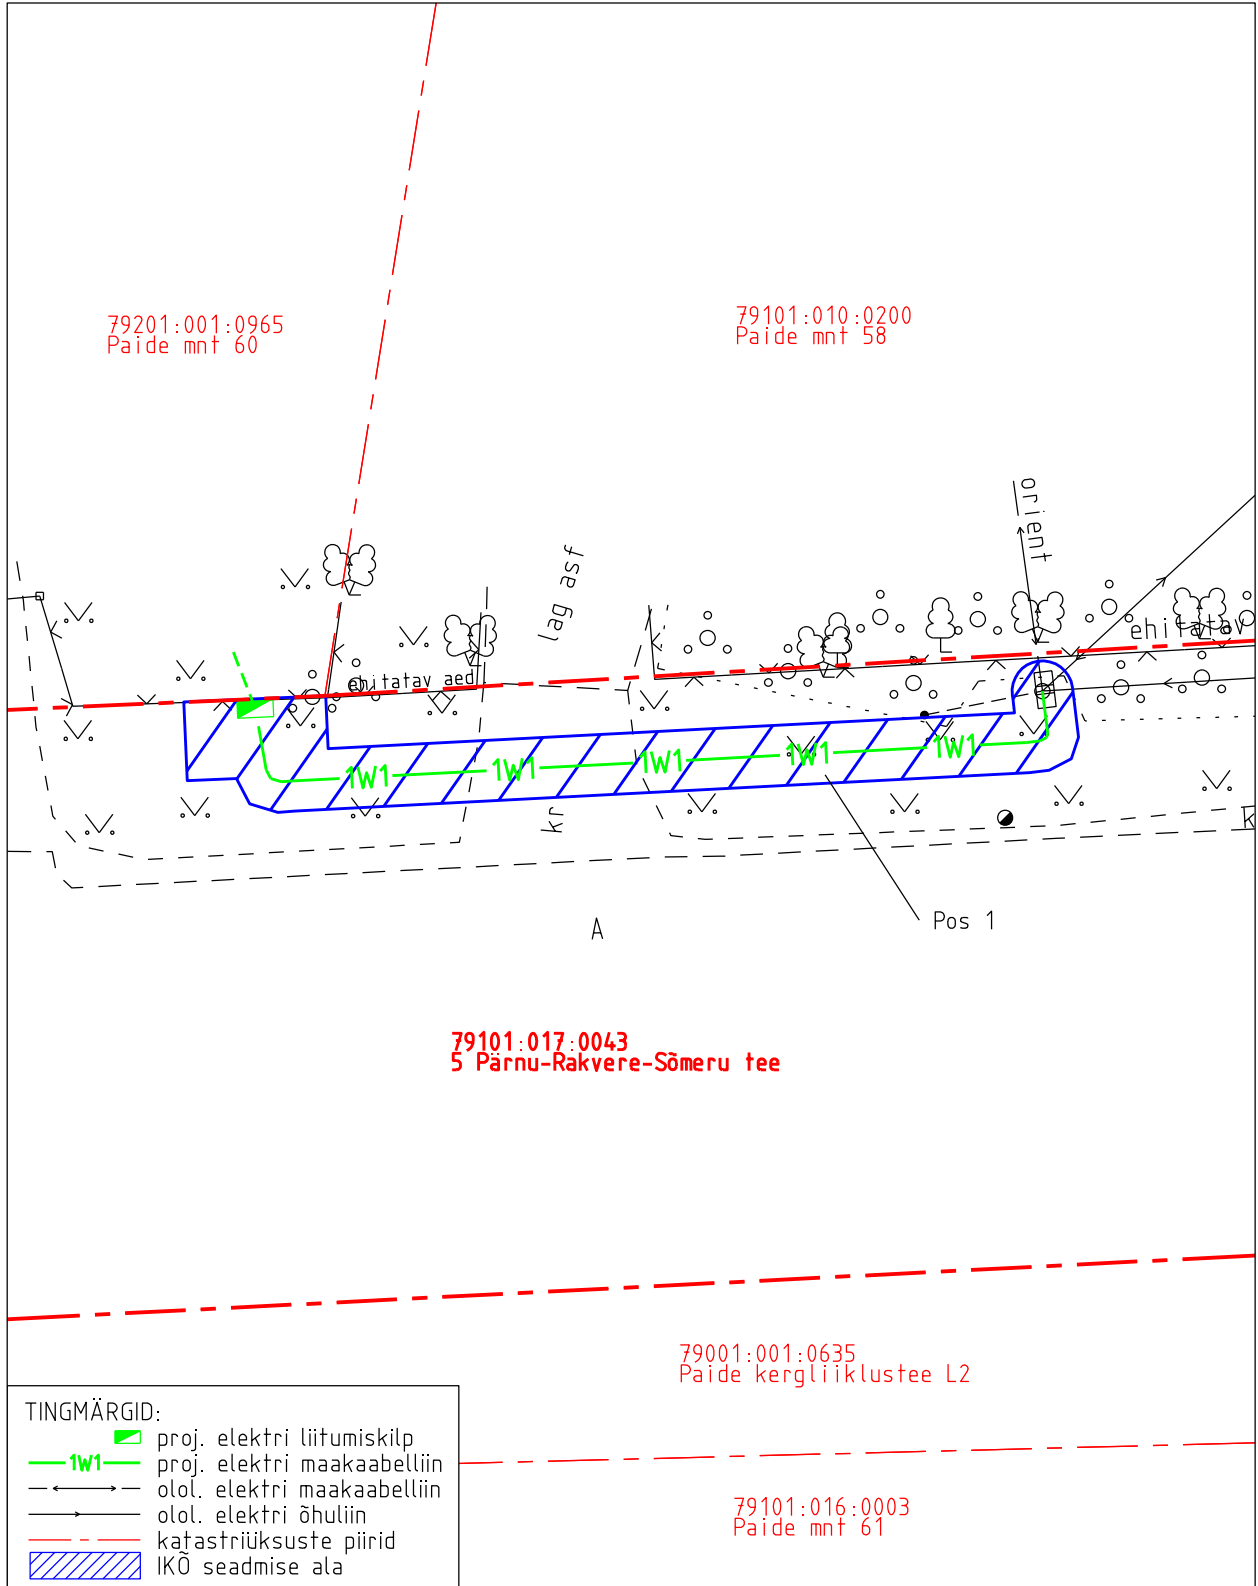 79201:001:0965
Paide mnt 60
79101:010:0200
Paide mnt 58
orient
lag asf
ehitatav
ehitatav aed
1W1
1W1
1W1
1W1
1W1
kr
k
Pos 1
A
79101:017:0043
5 Pärnu-Rakvere-Sõmeru tee
79001:001:0635
Paide kergliiklustee L2
79101:016:0003
Paide mnt 61
TINGMÄRGID:
proj. elektri liitumiskilp
1W1
proj. elektri maakaabelliin
olol. elektri maakaabelliin
olol. elektri õhuliin
katastriüksuste piirid
IKÕ seadmise ala